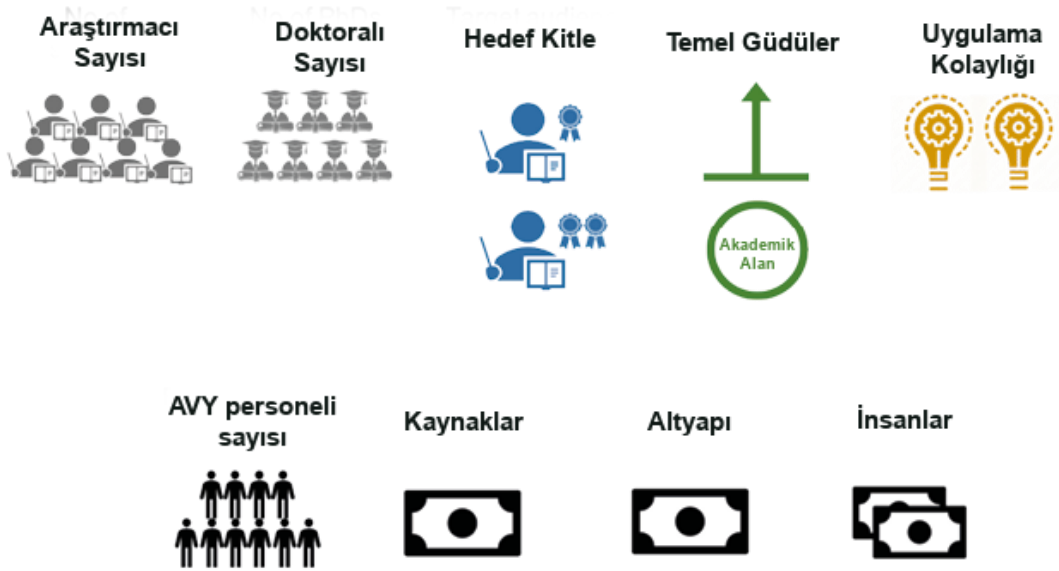 Araştırmacı
Sayısı
Doktoralı
Sayısı
Hedef Kitle
Temel Güdüler
Uygulama
Kolaylığı
Akademik
Alan
AVY personeli
sayısı
Kaynaklar
Altyapı
İnsanlar